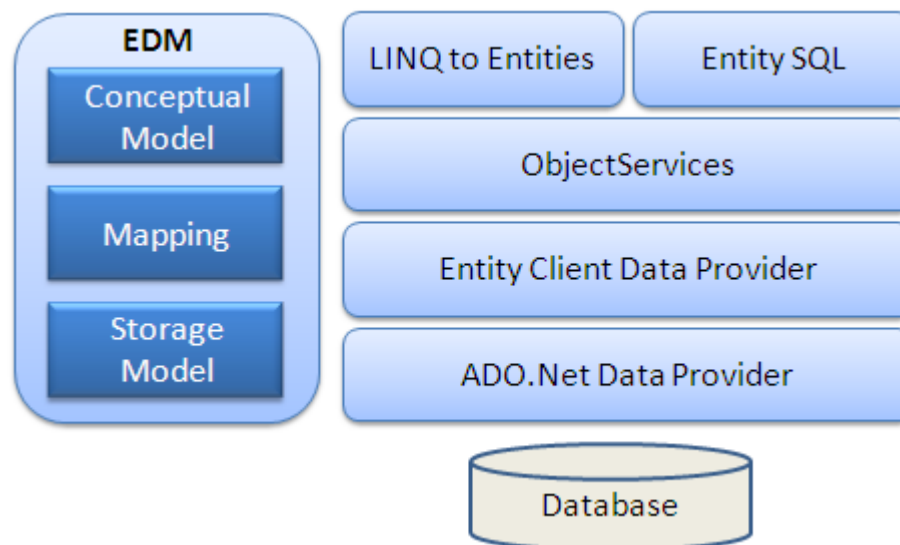 EDM
Conceptual
Model
Mapping
Storage
Model
LINQ to Entities
Entity SQL
ObjectServices
Entity Client Data Provider
ADO.Net Data Provider
Database